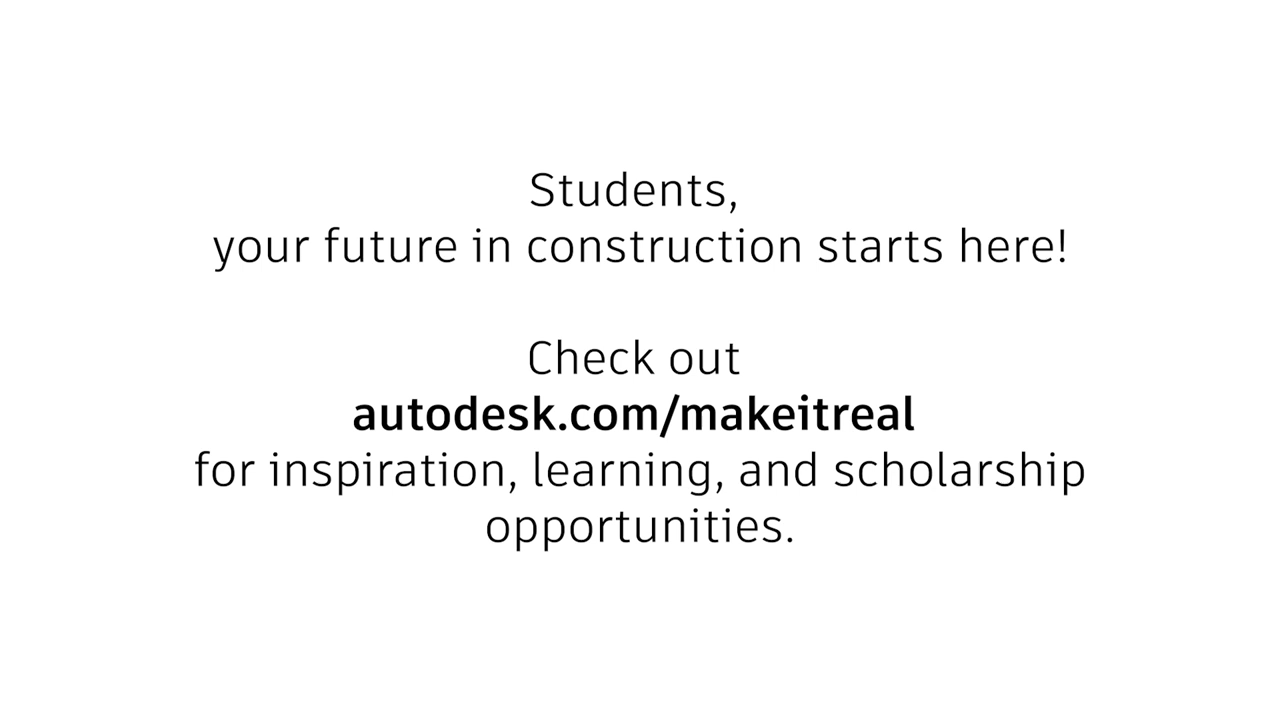 Students,
your future in construction starts here!
Check out
autodesk.com/makeitreal
for inspiration, learning, and scholarship
opportunities.